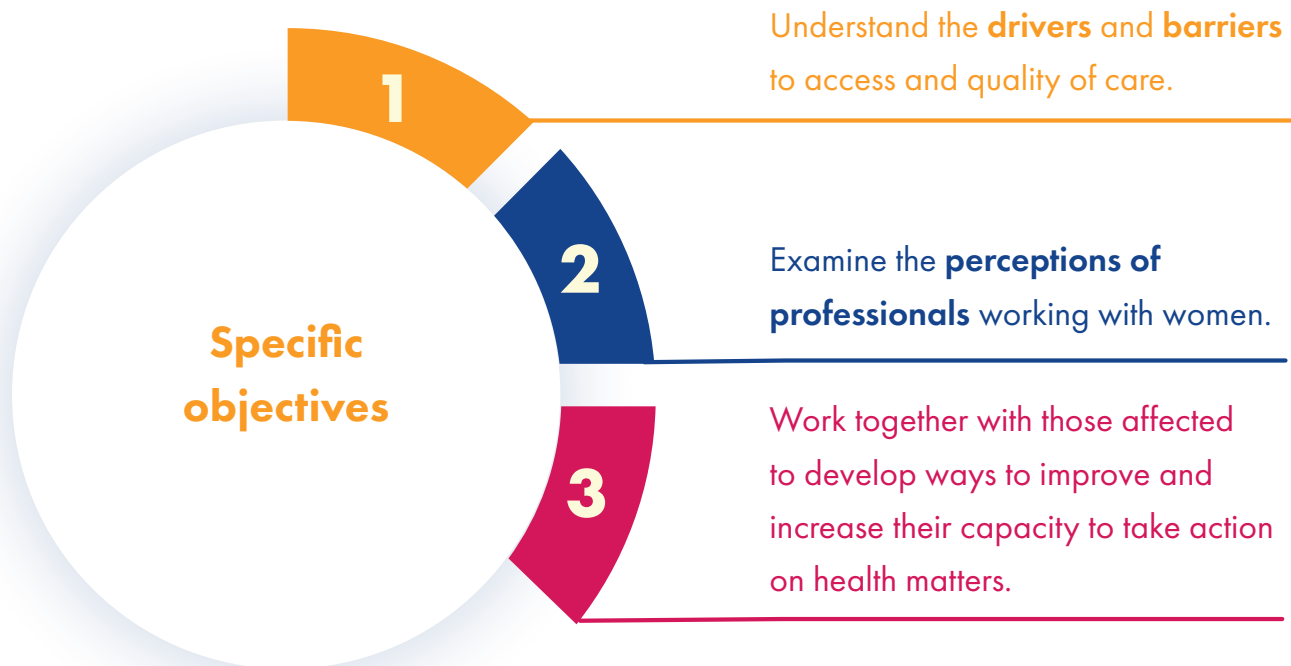 Specific
objectives
1
Understand the drivers and barriers
to access and quality of care.
2
Examine the perceptions of
professionals working with women.
3
Work together with those affected
to develop ways to improve and
increase their capacity to take action
on health matters.